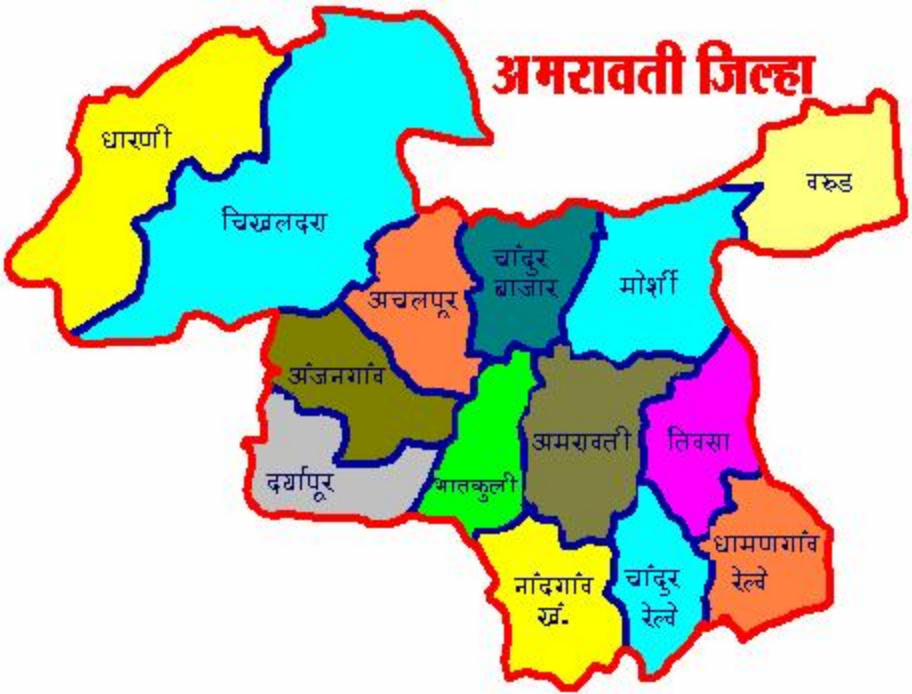 अमरावती जिल्हा
धारणी
वरुड
चिखलदरा
चांदुर
बाजार
मोर्शी
अचलपूर
अंजनगांव
अमरावती
तिवसा
दर्यापूर
भातकुली
धामणगांव
रेल्वे
नांदगांव
खं.
चांदुर
रेल्वे